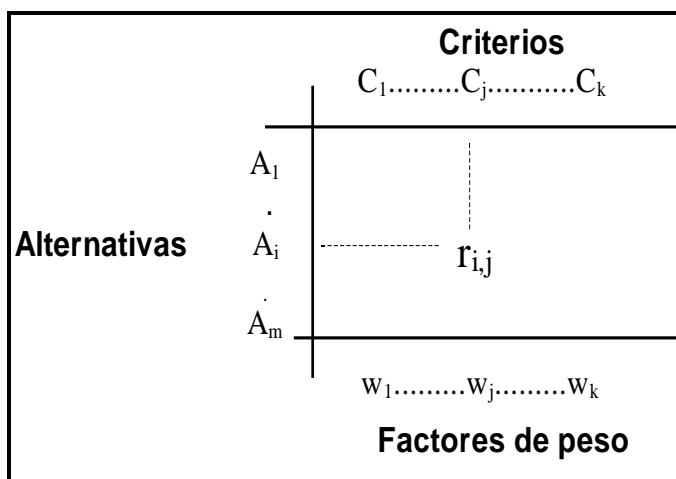 Criterios
C1.........Cj...........Ck
A1
.
Alternativas Ai ri,j
.
Am
w1.........wj.........wk
Factores de peso